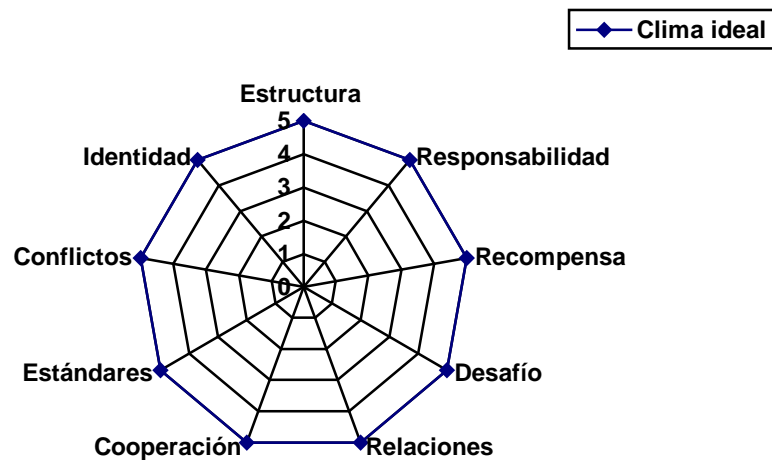 Clima ideal
Estructura
5
Identidad
Responsabilidad
4
3
2
Conflictos
Recompensa
1
0
Estándares
Desafío
Cooperación
Relaciones